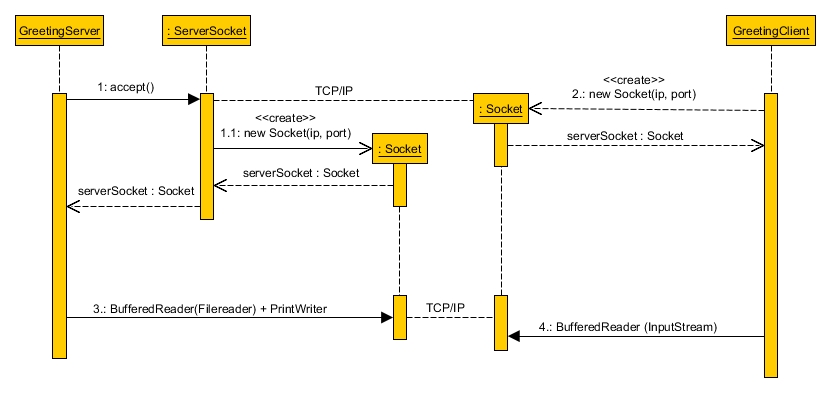 GreetingServer
: ServerSocket
GreetingClient
<<create>>
1: accept()
TCP/IP
2.: new Socket(ip, port)
: Socket
<<create>>
1.1: new Socket(ip, port)
serverSocket : Socket
: Socket
serverSocket : Socket
serverSocket : Socket
3.: BufferedReader(Filereader) + PrintWriter
TCP/IP
4.: BufferedReader (InputStream)